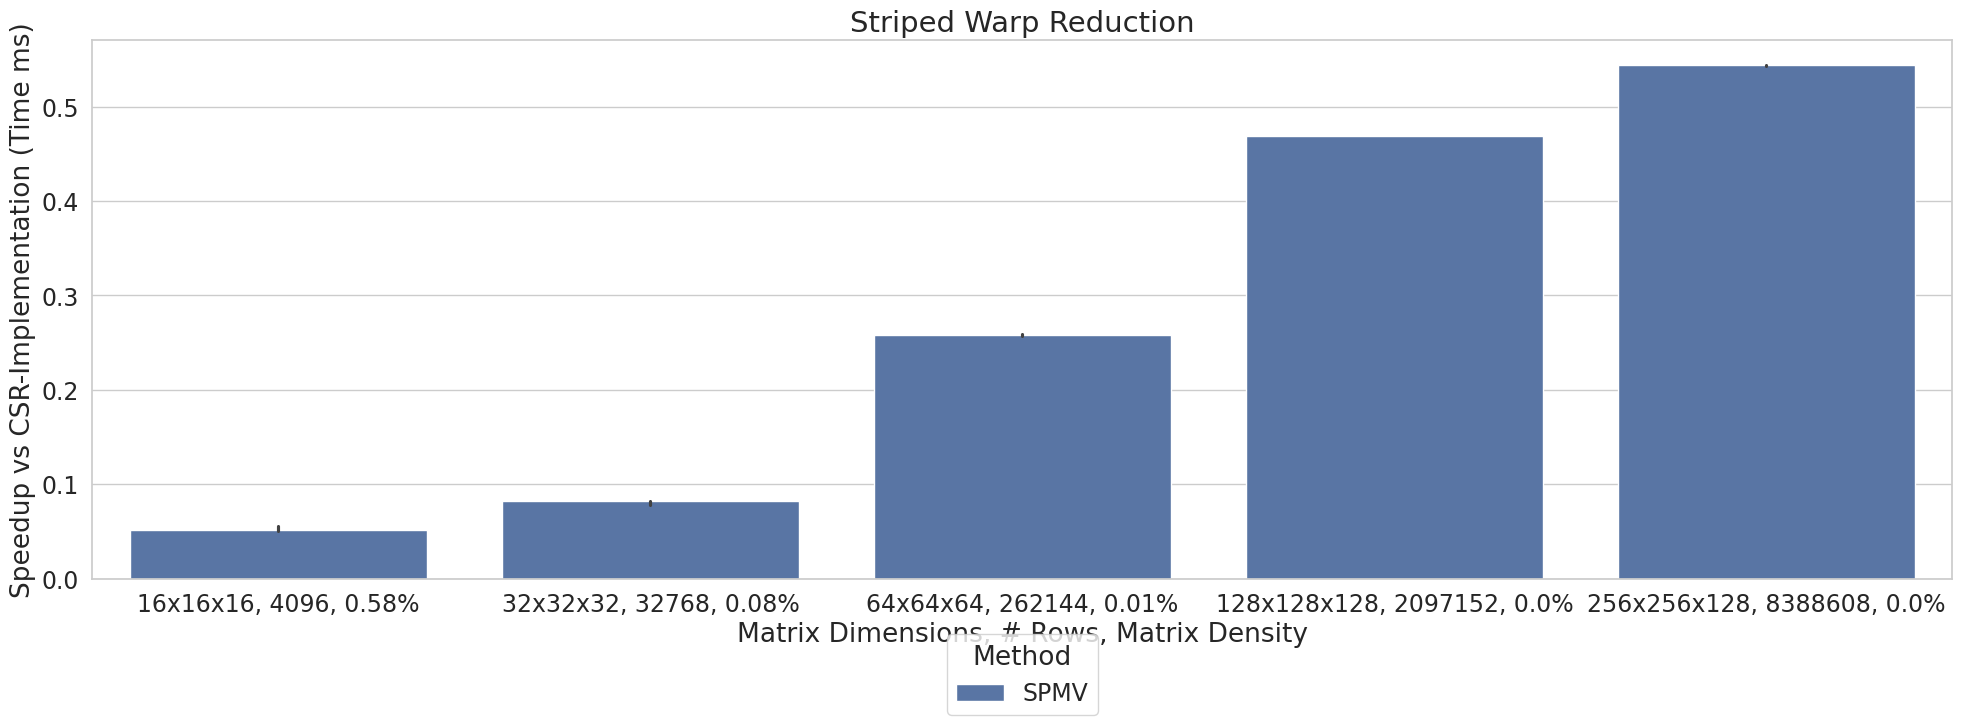 Striped Warp Reduction
Speedup vs CSR-Implementation (Time ms)
0.5
0.4
0.3
0.2
0.1
0.0
16x16x16, 4096, 0.58% 32x32x32, 32768, 0.08% 64x64x64, 262144, 0.01% 128x128x128, 2097152, 0.0% 256x256x128, 8388608, 0.0%
Matrix Dimensions, # Rows, Matrix Density
Method
SPMV